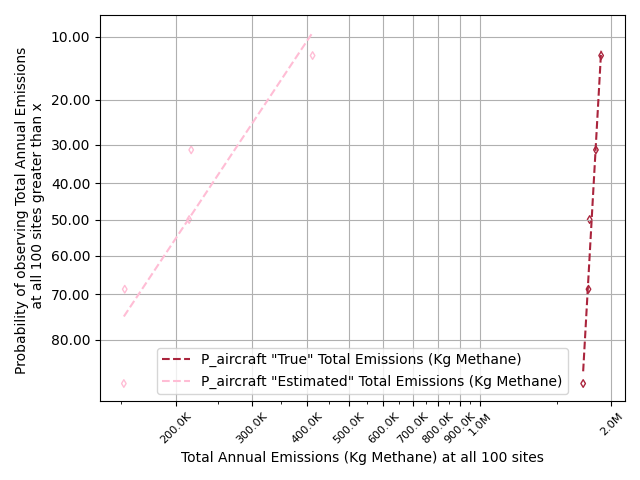 Probability of observing Total Annual Emissions
at all 100 sites greater than x
10.00
20.00
30.00
40.00
50.00
60.00
70.00
80.00
P_aircraft "True" Total Emissions (Kg Methane)
P_aircraft "Estimated" Total Emissions (Kg Methane)
200.0K
300.0K
400.0K
500.0K
600.0K
700.0K
800.0K
900.0K
1.0M
2.0M
Total Annual Emissions (Kg Methane) at all 100 sites